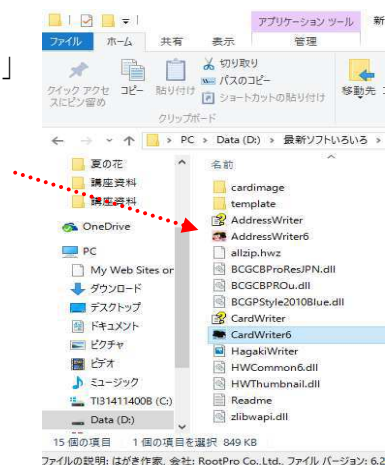 アプリケーション ツール 新
ファイル ホーム 共有 表示 管理
」
クイック アクセスにピン留め
コピー
貼り付け
切り取り
パスのコピー
ショートカットの貼り付け
移動先
クリップボード
PC > Data (D:) > 最新ソフトいろいろ >
夏の花
講座資料
講座資料
OneDrive
PC
My Web Sites or
ダウンロード
デスクトップ
ドキュメント
ピクチャ
ビデオ
ミュージック
TI31411400B (C:)
Data (D:)
名前
cardimage
template
AddressWriter
AddressWriter6
allzip.hwz
BCGCBProResJPN.dll
BCGCBPROu.dll
BCGPStyle2010Blue.dll
CardWriter
CardWriter6
HagakiWriter
HWCommon6.dll
HWThumbnail.dll
Readme
zlibwapi.dll
15 個の項目 1 個の項目を選択 849 KB
ファイルの説明: はがき作家, 会社: RootPro Co.,Ltd., ファイル バージョン: 6.2